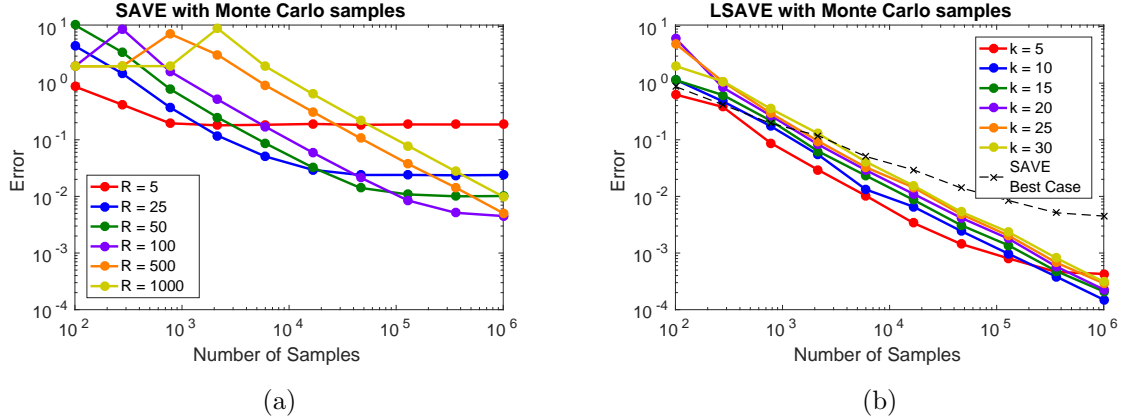 SAVE with Monte Carlo samples
Error
10^1
10^0
10^-1
10^-2
10^-3
10^-4
R = 5
R = 25
R = 50
R = 100
R = 500
R = 1000
10^2
10^3
10^4
10^5
10^6
Number of Samples
(a)
LSAVE with Monte Carlo samples
Error
10^1
10^0
10^-1
10^-2
10^-3
10^-4
k = 5
k = 10
k = 15
k = 20
k = 25
k = 30
SAVE
Best Case
10^2
10^3
10^4
10^5
10^6
Number of Samples
(b)